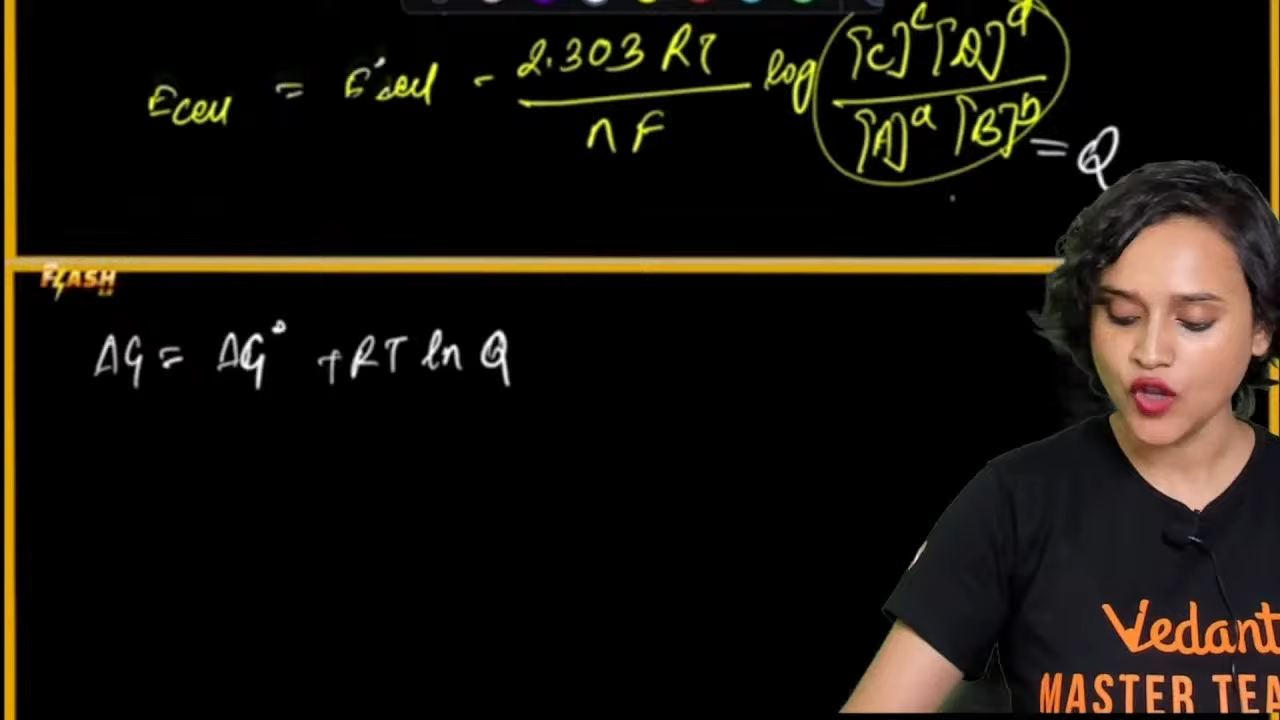 Ecell = E°cell - 2.303 RT / nF log [C]^c [D]^d / [A]^a [B]^b = Q
FLASH
ΔG = ΔG° + RT ln Q
Vedant
MASTER TEA